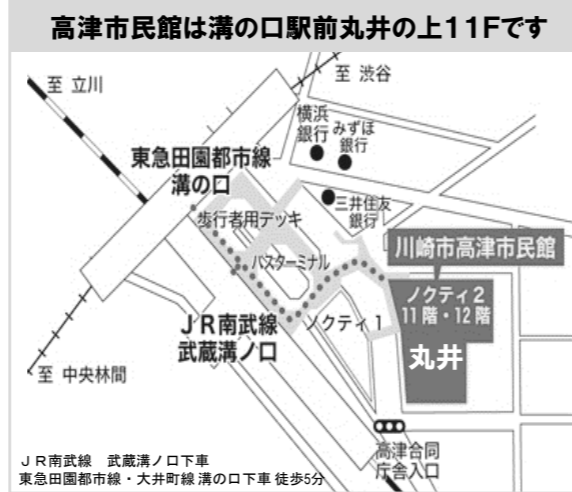 高津市民館は溝の口駅前丸井の上11Fです
至 立川
至 渋谷
横浜
銀行
みずほ
銀行
東急田園都市線
溝の口
三井住友
銀行
歩行者用デッキ
バスターミナル
川崎市高津市民館
ノクティ2
11階・12階
丸井
ノクティ1
JR南武線
武蔵溝ノ口
至 中央林間
高津合同
庁舎入口
JR南武線 武蔵溝ノ口下車
東急田園都市線・大井町線 溝の口下車 徒歩5分